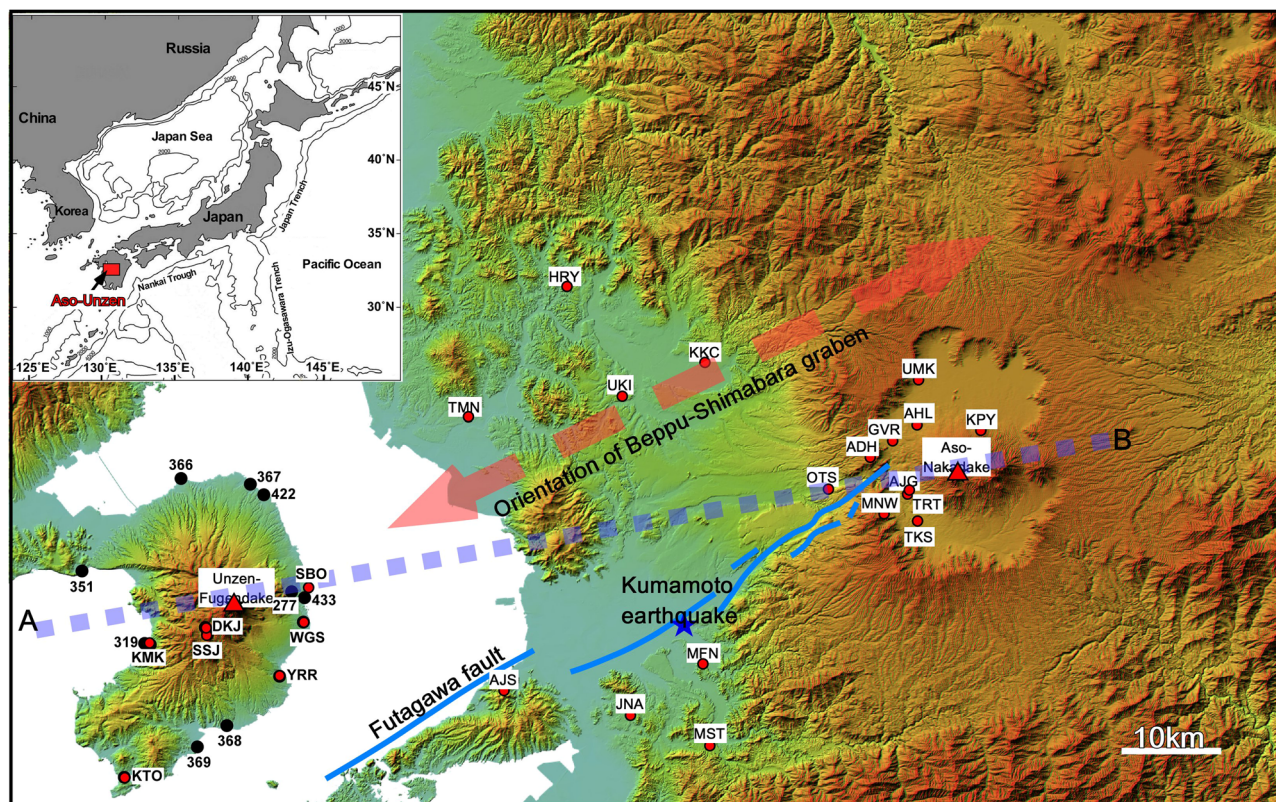 Russia
China
Japan Sea
Korea
Japan
Japan Trench
Pacific Ocean
Nankai Trough
Izu-Ogasawara Trench
Aso-Unzen
45°N
40°N
35°N
30°N
125°E
130°E
135°E
140°E
145°E
1000
2000
HRY
KKC
UKI
TMN
Orientation of Beppu-Shimabara graben
UMK
AHL
KPY
GVR
ADH
Aso-
Nakadake
B
OTS
AJG
MNW
TRT
TKS
366
367
422
351
SBO
Unzen-
Fugendake
277
433
A
DKJ
WGS
319
KMK
SSJ
YRR
Kumamoto
earthquake
MFN
AJS
Futagawa fault
JNA
MST
368
369
KTO
10km